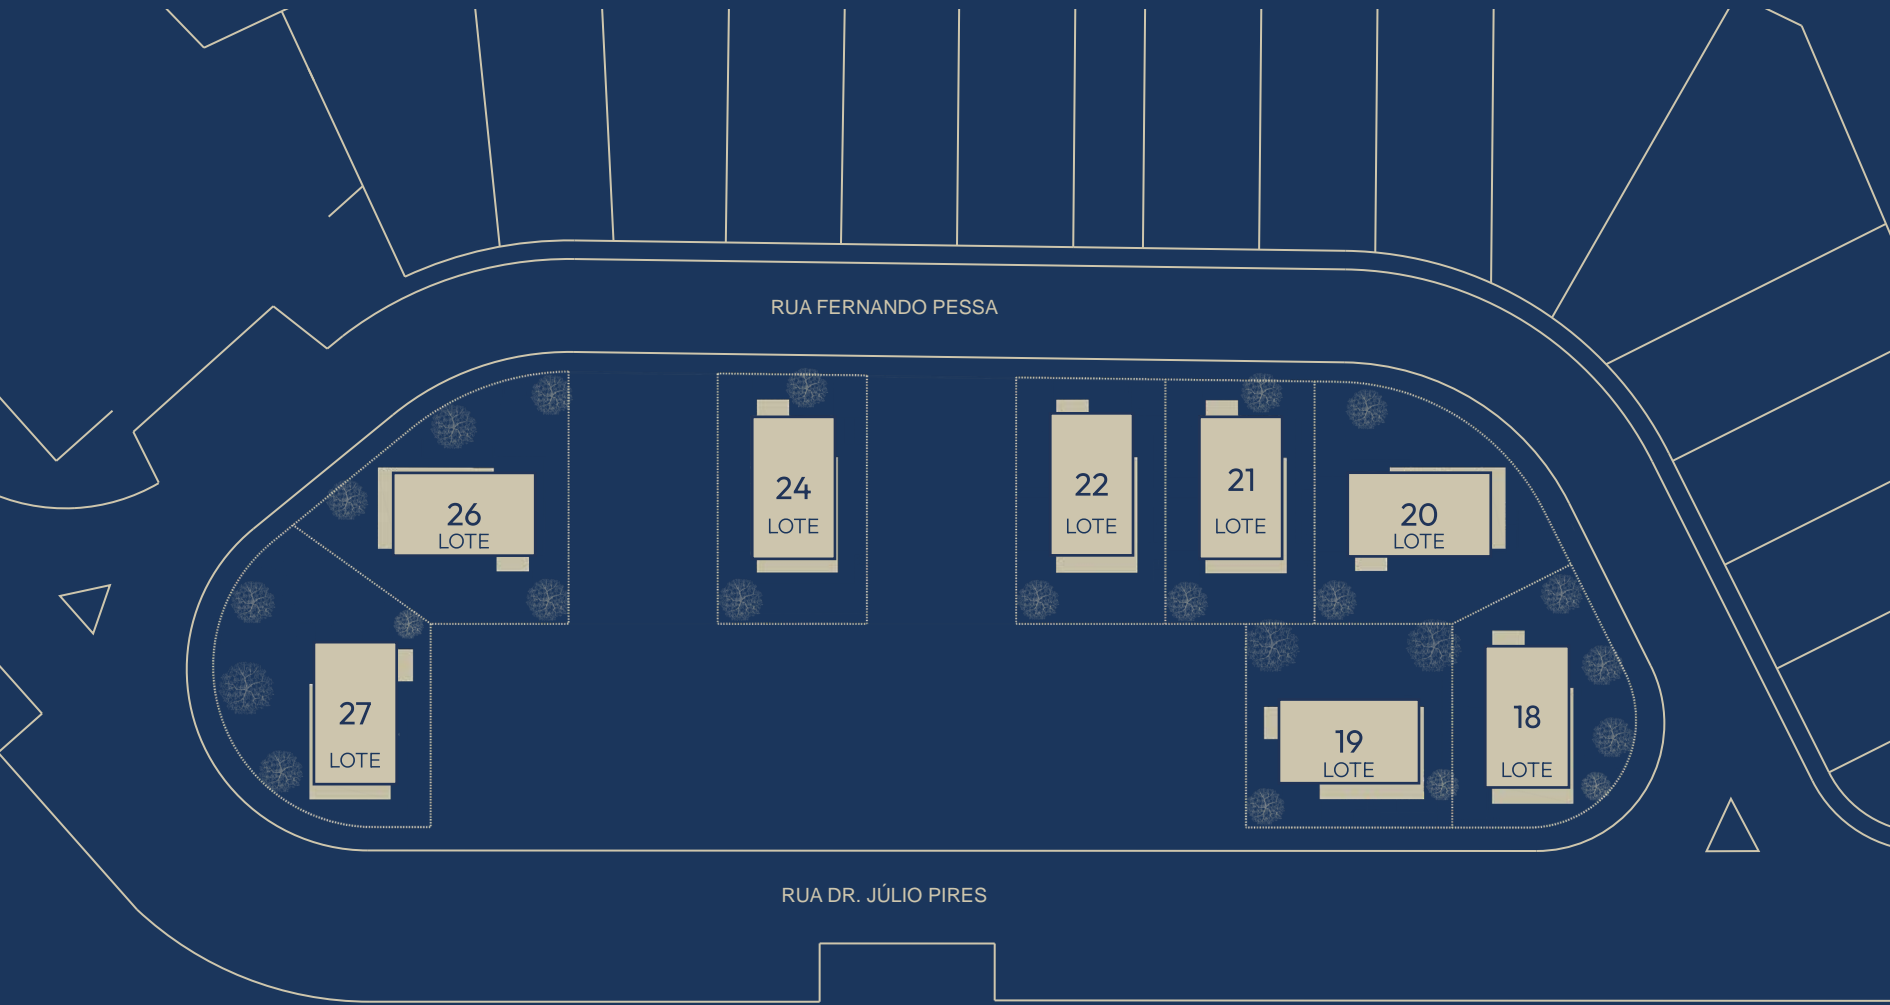 RUA FERNANDO PESSA
26
LOTE
24
LOTE
22
LOTE
21
LOTE
20
LOTE
27
LOTE
19
LOTE
18
LOTE
RUA DR. JÚLIO PIRES